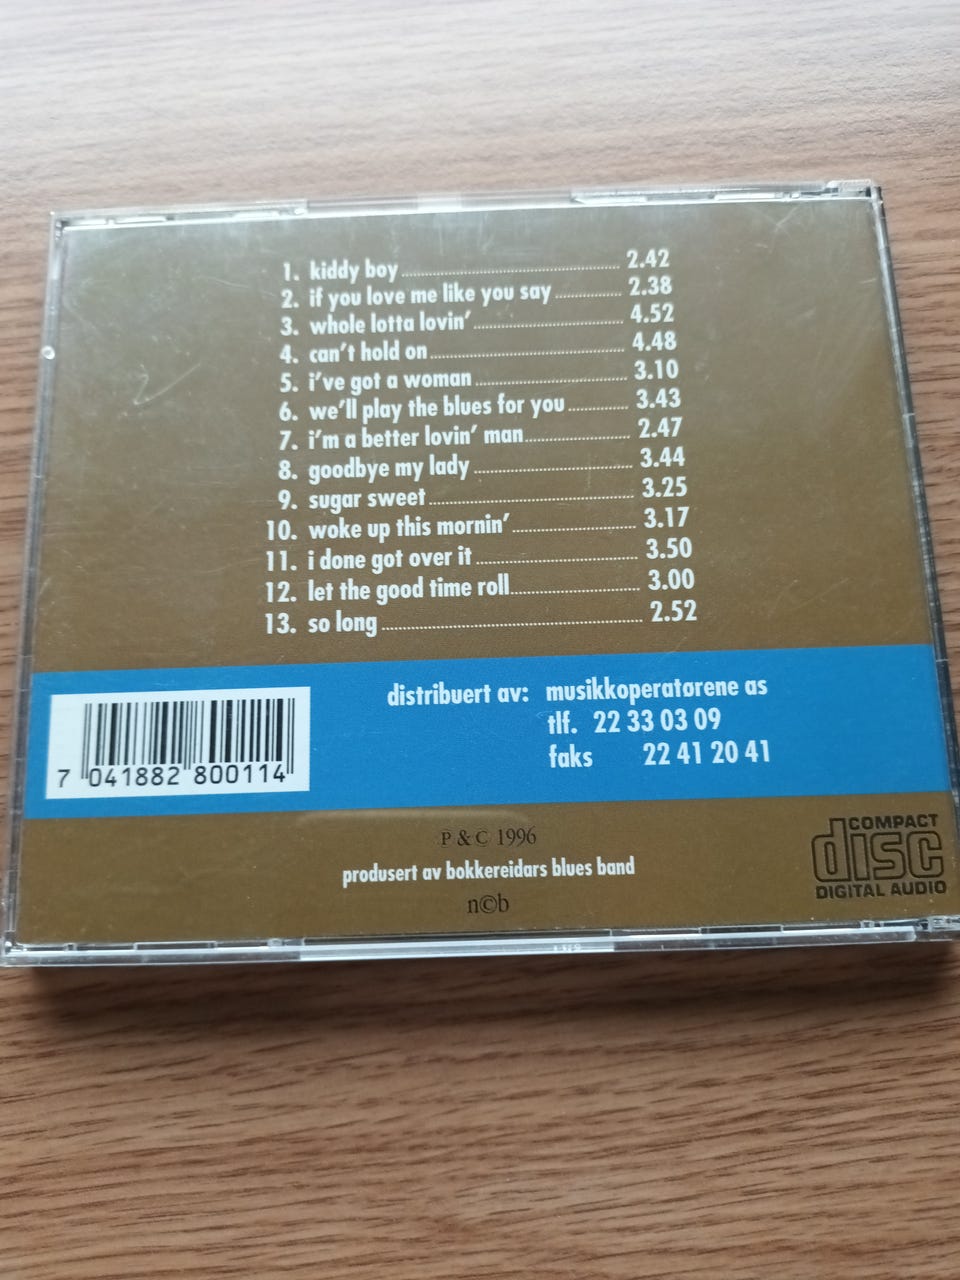 1. kiddy boy 2.42
2. if you love me like you say 2.38
3. whole lotta lovin' 4.52
4. can't hold on 4.48
5. i've got a woman 3.10
6. we'll play the blues for you 3.43
7. i'm a better lovin' man 2.47
8. goodbye my lady 3.44
9. sugar sweet 3.25
10. woke up this mornin' 3.17
11. i done got over it 3.50
12. let the good time roll 3.00
13. so long 2.52
distribuert av: musikkoperatørene as
tlf. 22 33 03 09
faks 22 41 20 41
7 041882 800114
P & C 1996
produsert av bokkereidars blues band
n©b
COMPACT
disc
DIGITAL AUDIO